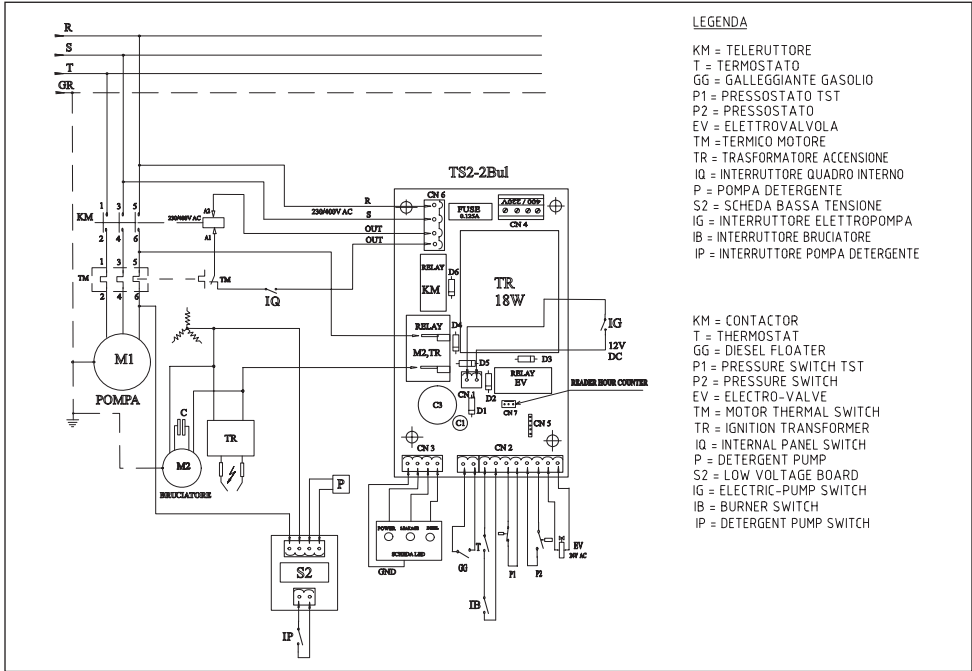 R
S
T
GR
1 3 5
KM
2 4 6
230/400V AC
A2
A1
1 3 5
TM
2 4 6
TM
IQ
M1
POMPA
C
M2
BRUCIATORE
TR
P
S2
IP
TS2-2Bul
R
230/400V AC
S
OUT
OUT
CN 6
FUSE
0.125A
400 / 230V
CN 4
RELAY
KM
D6
TR
18W
RELAY
M2,TR
D4
D5
D3
RELAY
EV
CN 1
D2
D1
C3
C1
CN 7
CN 5
READER HOUR COUNTER
IG
12V
DC
CN 3
CN 2
POWER
DIESEL
SCHEDA LED
GND
GG
T
IB
P1
P2
EV
24V AC
LEGENDA
KM = TELERUTTORE
T = TERMOSTATO
GG = GALLEGGIANTE GASOLIO
P1 = PRESSOSTATO TST
P2 = PRESSOSTATO
EV = ELETTROVALVOLA
TM =TERMICO MOTORE
TR = TRASFORMATORE ACCENSIONE
IQ = INTERRUTTORE QUADRO INTERNO
P = POMPA DETERGENTE
S2 = SCHEDA BASSA TENSIONE
IG = INTERRUTTORE ELETTROPOMPA
IB = INTERRUTTORE BRUCIATORE
IP = INTERRUTTORE POMPA DETERGENTE
KM = CONTACTOR
T = THERMOSTAT
GG = DIESEL FLOATER
P1 = PRESSURE SWITCH TST
P2 = PRESSURE SWITCH
EV = ELECTRO-VALVE
TM = MOTOR THERMAL SWITCH
TR = IGNITION TRANSFORMER
IQ = INTERNAL PANEL SWITCH
P = DETERGENT PUMP
S2 = LOW VOLTAGE BOARD
IG = ELECTRIC-PUMP SWITCH
IB = BURNER SWITCH
IP = DETERGENT PUMP SWITCH